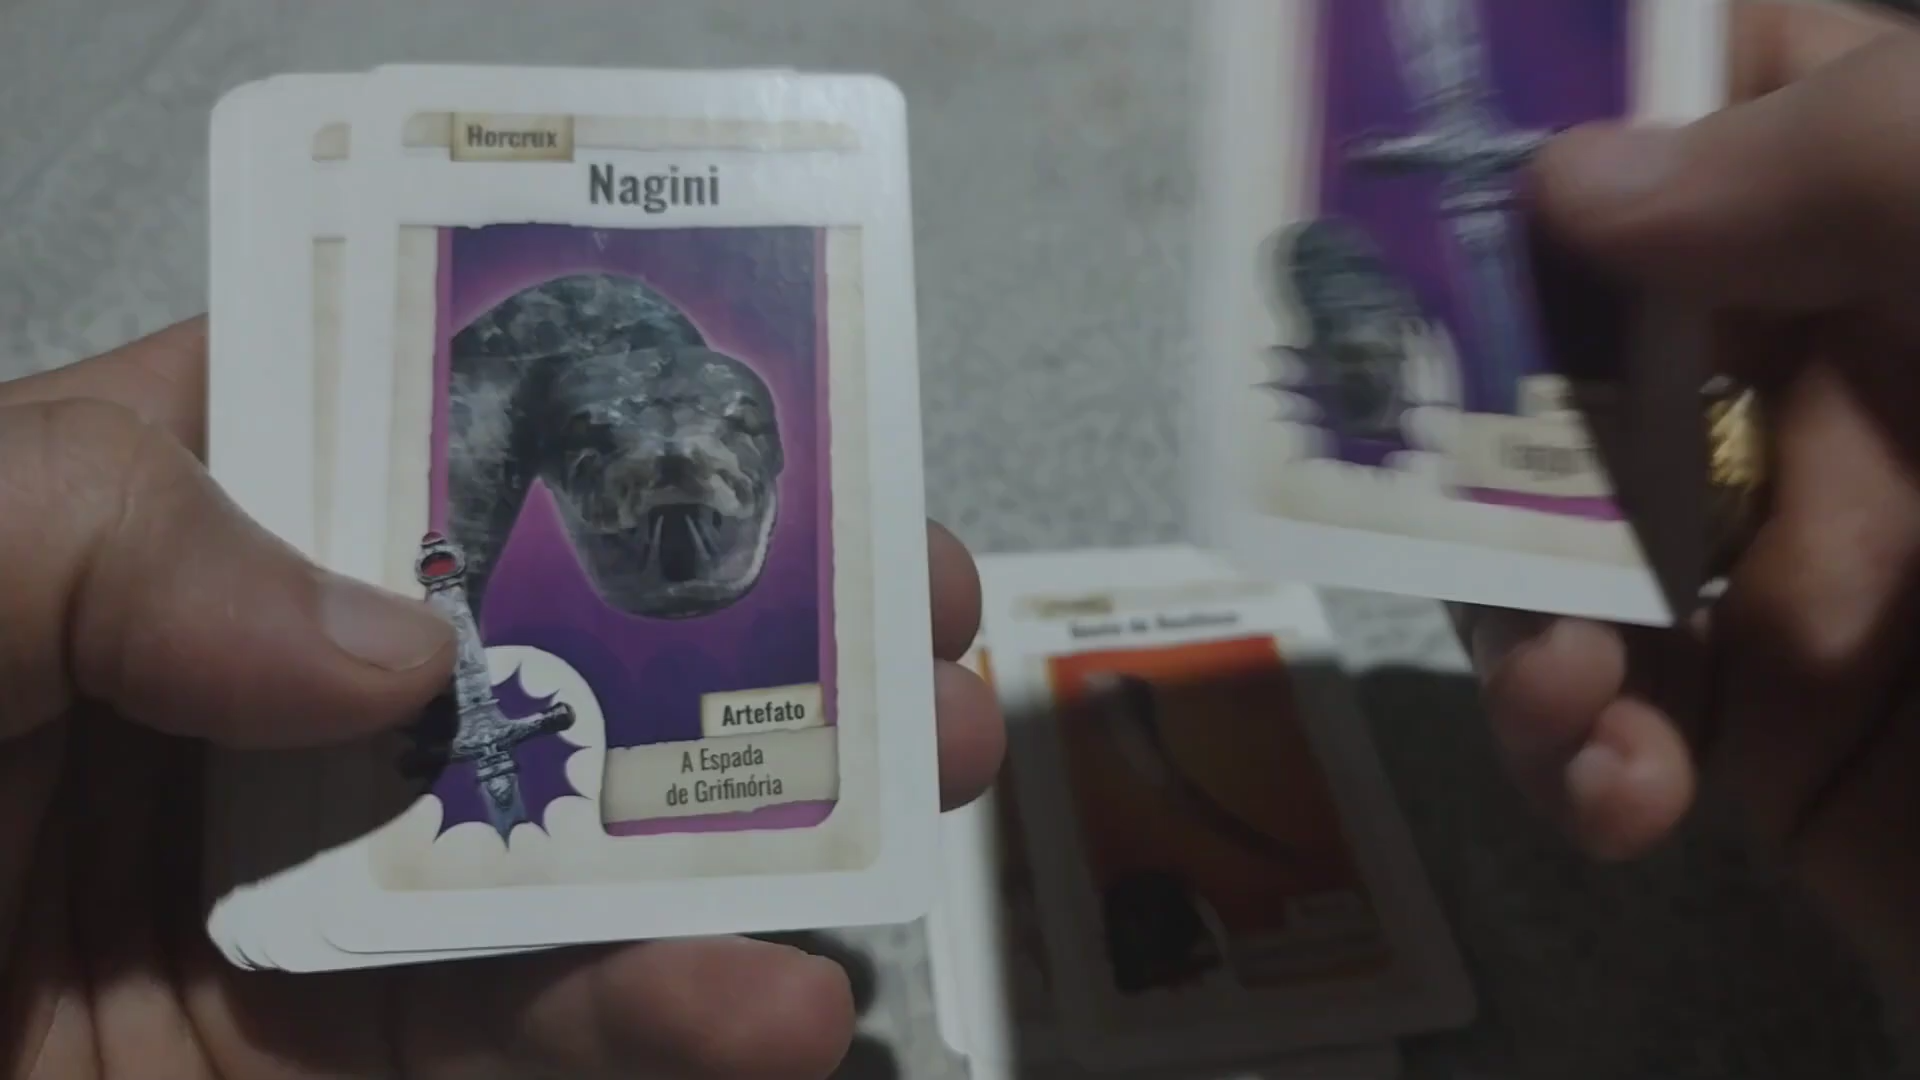 Horcrux
Nagini
Artefato
A Espada
de Grifinória